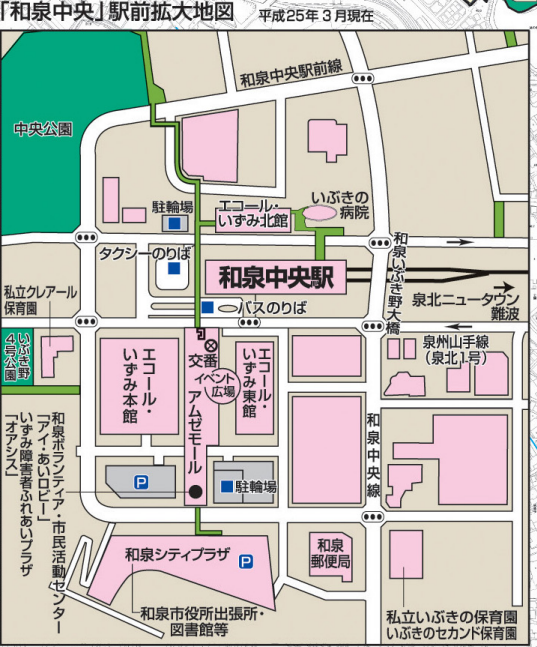 「和泉中央」駅前拡大地図
平成25年3月現在
和泉中央駅前線
中央公園
駐輪場
エコール・
いずみ北館
いぶきの
病院
タクシーのりば
和泉中央駅
和泉いぶき野大橋
私立クレアール
保育園
バスのりば
泉北ニュータウン
難波
いぶき野
4号公園
エコール・
いずみ本館
交番
イベント
広場
アムゼモール
エコール・
いずみ東館
泉州山手線
(泉北1号)
和泉中央線
P
駐輪場
和泉ボランティア・市民活動センター
「アイ・あいロビー」
いずみ障害者ふれあいプラザ
「オアシス」
和泉シティプラザ
P
和泉
郵便局
和泉市役所出張所・
図書館等
私立いぶきの保育園
いぶきのセカンド保育園